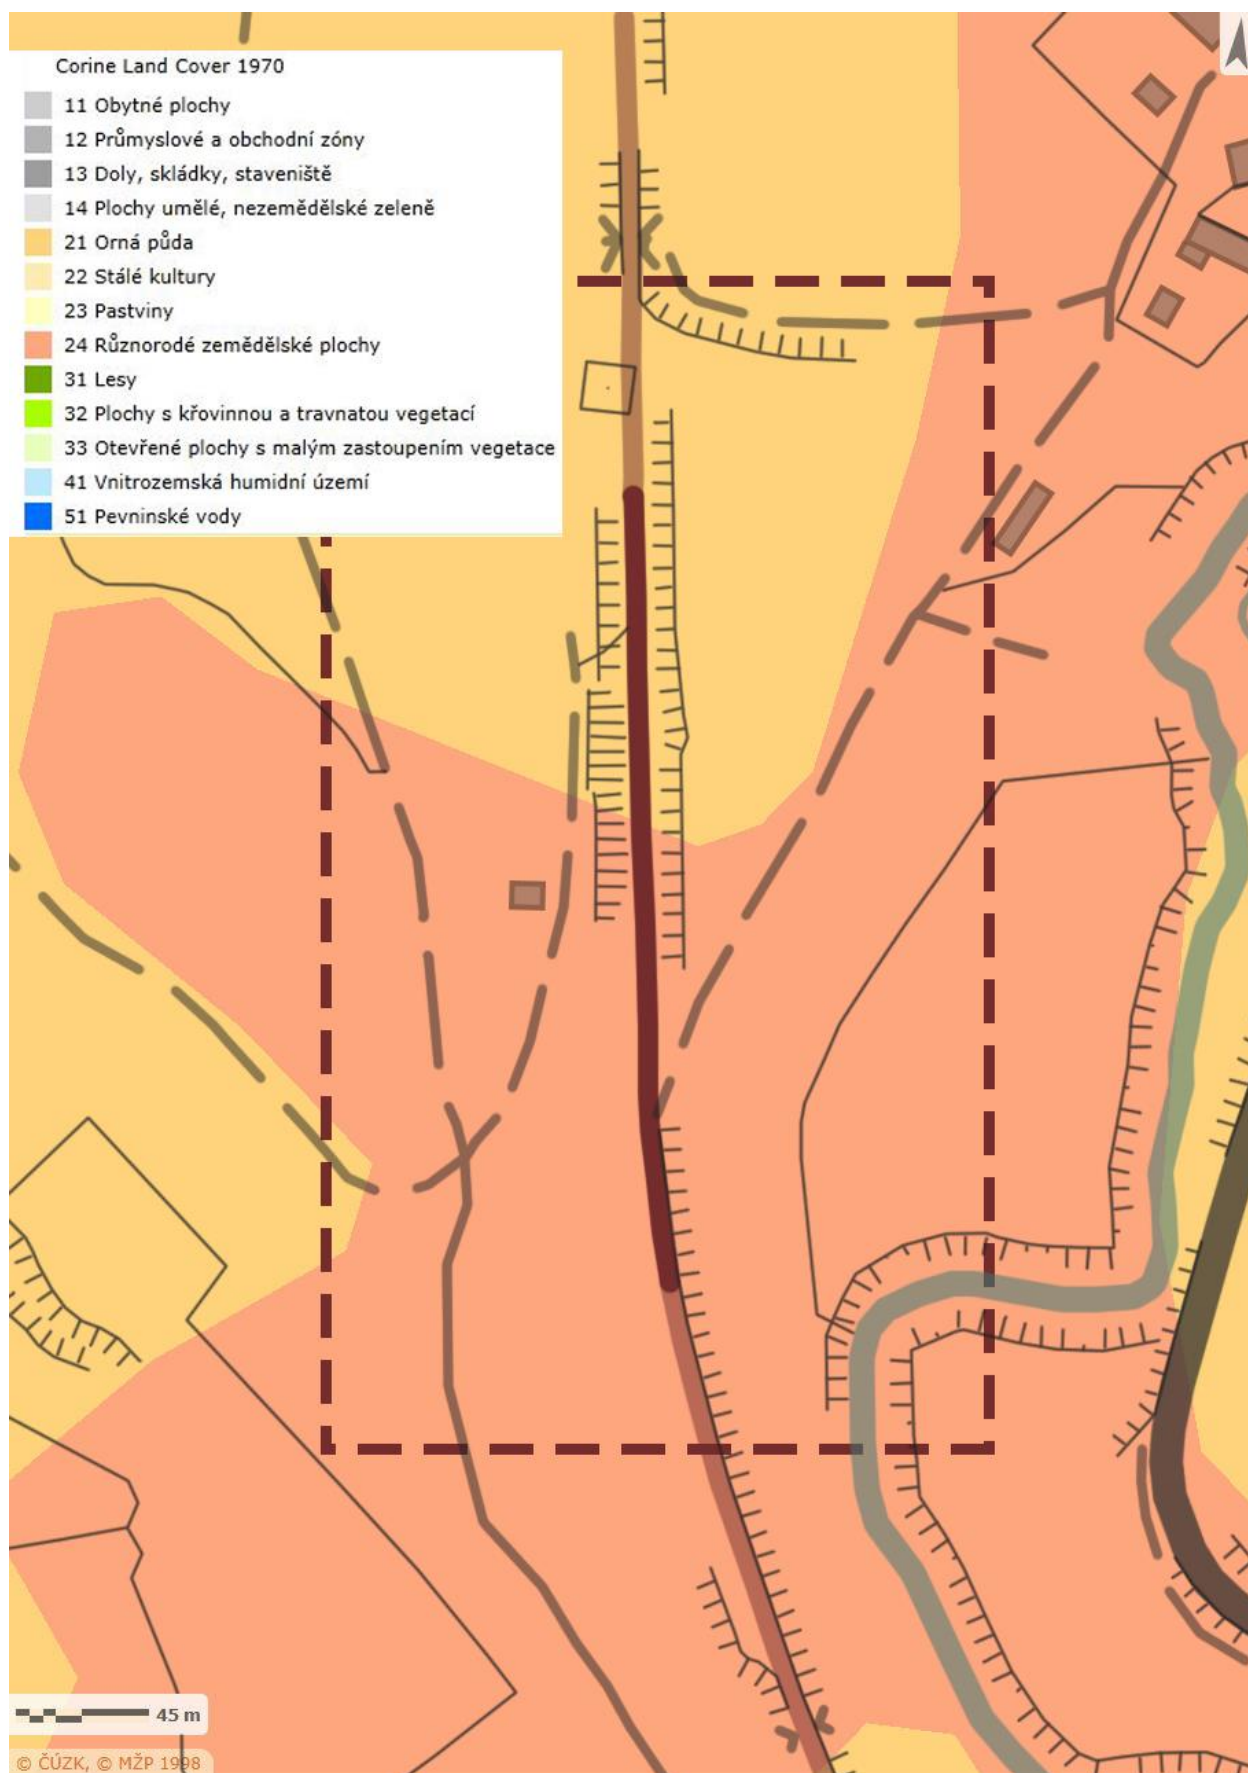 Corine Land Cover 1970
11 Obytné plochy
12 Průmyslové a obchodní zóny
13 Doly, skládky, staveniště
14 Plochy umělé, nezemědělské zeleně
21 Orná půda
22 Stálé kultury
23 Pastviny
24 Různorodé zemědělské plochy
31 Lesy
32 Plochy s křovinnou a travnatou vegetací
33 Otevřené plochy s malým zastoupením vegetace
41 Vnitrozemská humidní území
51 Pevninské vody
45 m
© ČÚZK, © MŽP 1998